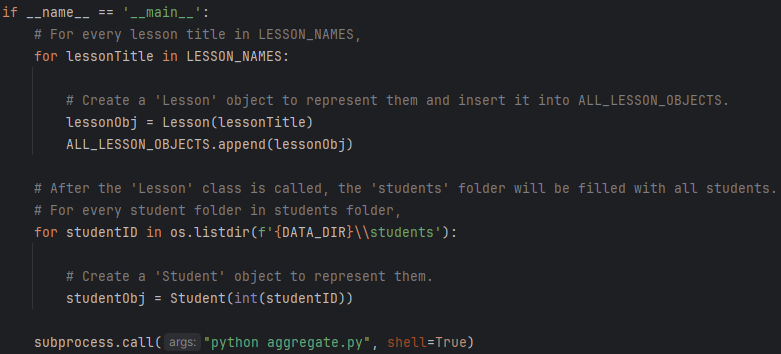 if __name__ == '__main__':
    # For every lesson title in LESSON_NAMES,
    for lessonTitle in LESSON_NAMES:

        # Create a 'Lesson' object to represent them and insert it into ALL_LESSON_OBJECTS.
        lessonObj = Lesson(lessonTitle)
        ALL_LESSON_OBJECTS.append(lessonObj)

    # After the 'Lesson' class is called, the 'students' folder will be filled with all students.
    # For every student folder in students folder,
    for studentID in os.listdir(f'{DATA_DIR}\\students'):

        # Create a 'Student' object to represent them.
        studentObj = Student(int(studentID))

    subprocess.call( args: "python aggregate.py", shell=True)